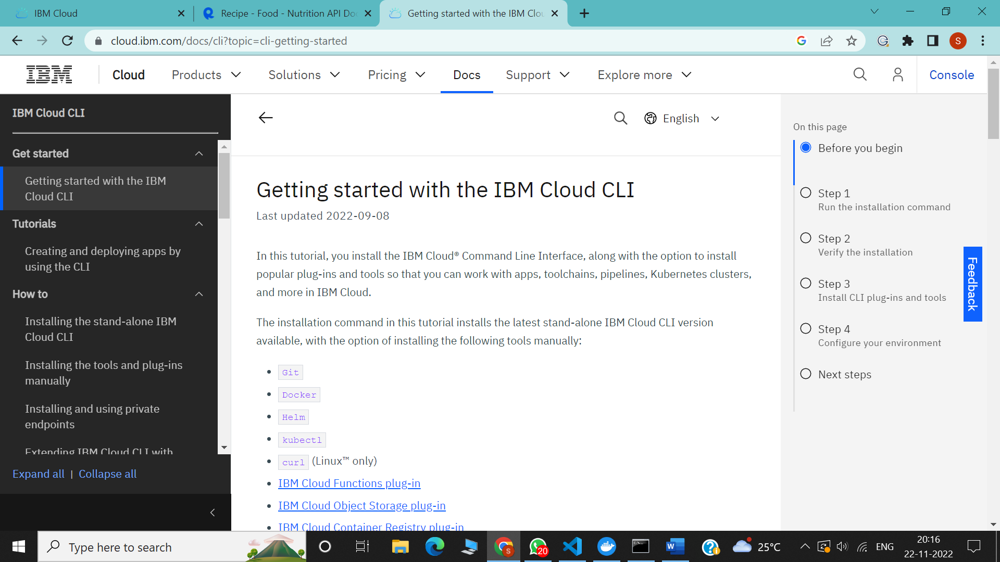 IBM Cloud
Recipe - Food - Nutrition API Do
Getting started with the IBM Clou
cloud.ibm.com/docs/cli?topic=cli-getting-started
S
IBM Cloud Products Solutions Pricing Docs Support Explore more Console
IBM Cloud CLI
Get started
Getting started with the IBM
Cloud CLI
Tutorials
Creating and deploying apps by
using the CLI
How to
Installing the stand-alone IBM
Cloud CLI
Installing the tools and plug-ins
manually
Installing and using private
endpoints
Extending IBM Cloud CLI with
Expand all | Collapse all
English
Getting started with the IBM Cloud CLI
Last updated 2022-09-08
In this tutorial, you install the IBM Cloud® Command Line Interface, along with the option to install
popular plug-ins and tools so that you can work with apps, toolchains, pipelines, Kubernetes clusters,
and more in IBM Cloud.
The installation command in this tutorial installs the latest stand-alone IBM Cloud CLI version
available, with the option of installing the following tools manually:
Git
Docker
Helm
kubectl
curl (Linux™ only)
IBM Cloud Functions plug-in
IBM Cloud Object Storage plug-in
IBM Cloud Container Registry plug-in
On this page
Before you begin
Step 1
Run the installation command
Step 2
Verify the installation
Step 3
Install CLI plug-ins and tools
Step 4
Configure your environment
Next steps
Feedback
Type here to search
S
20
W
25°C
ENG
20:16
22-11-2022